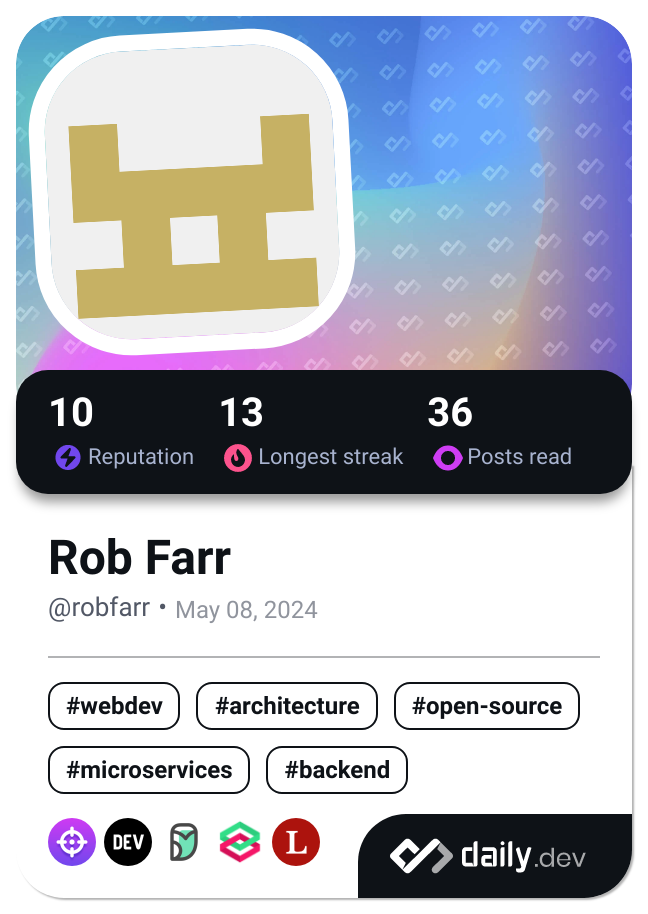 10 13 36
Reputation Longest streak Posts read
Rob Farr
@robfarr • May 08, 2024
#webdev #architecture #open-source
#microservices #backend
DEV L
daily.dev